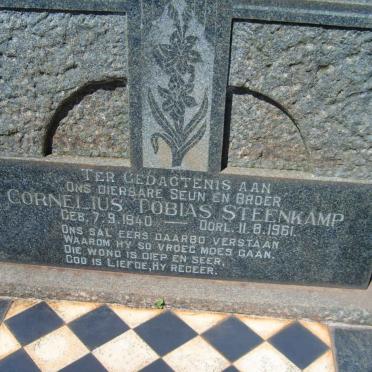 TER GEDAGTENIS AAN
ONS DIERBARE SEUN EN BROER
CORNELIUS TOBIAS STEENKAMP
GEB. 7.9.1940 OORL. 11.8.1961.
ONS SAL EERS DAARBO VERSTAAN
WAAROM HY SO VROEG MOES GAAN.
DIE WOND IS DIEP EN SEER,
GOD IS LIEFDE, HY REGEER.